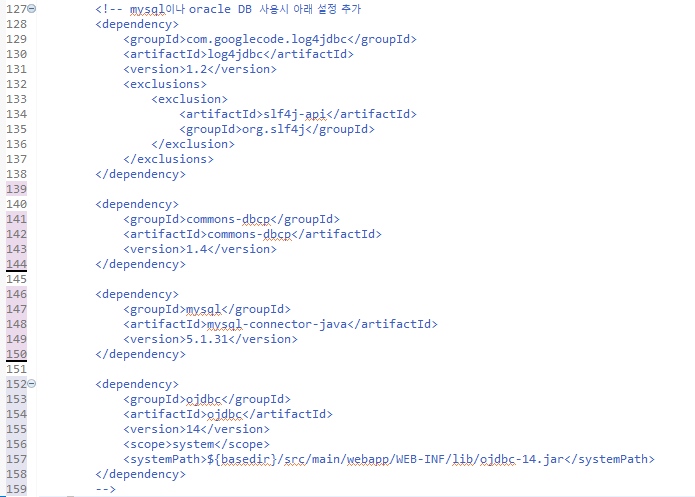 127 <!-- mysql이나 oracle DB 사용시 아래 설정 추가
128 <dependency>
129 <groupId>com.googlecode.log4jdbc</groupId>
130 <artifactId>log4jdbc</artifactId>
131 <version>1.2</version>
132 <exclusions>
133 <exclusion>
134 <artifactId>slf4j-api</artifactId>
135 <groupId>org.slf4j</groupId>
136 </exclusion>
137 </exclusions>
138 </dependency>
139
140 <dependency>
141 <groupId>commons-dbcp</groupId>
142 <artifactId>commons-dbcp</artifactId>
143 <version>1.4</version>
144 </dependency>
145
146 <dependency>
147 <groupId>mysql</groupId>
148 <artifactId>mysql-connector-java</artifactId>
149 <version>5.1.31</version>
150 </dependency>
151
152 <dependency>
153 <groupId>ojdbc</groupId>
154 <artifactId>ojdbc</artifactId>
155 <version>14</version>
156 <scope>system</scope>
157 <systemPath>${basedir}/src/main/webapp/WEB-INF/lib/ojdbc-14.jar</systemPath>
158 </dependency>
159 -->